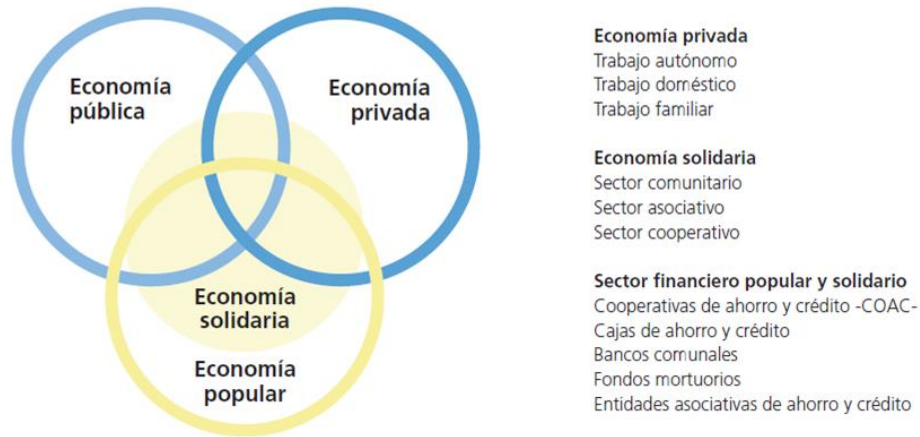 Economía
pública
Economía
privada
Economía
solidaria
Economía
popular
Economía privada
Trabajo autónomo
Trabajo doméstico
Trabajo familiar
Economía solidaria
Sector comunitario
Sector asociativo
Sector cooperativo
Sector financiero popular y solidario
Cooperativas de ahorro y crédito -COAC-
Cajas de ahorro y crédito
Bancos comunales
Fondos mortuorios
Entidades asociativas de ahorro y crédito